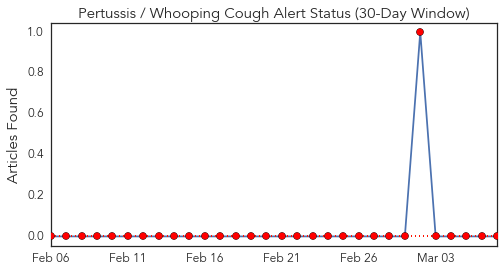 Pertussis / Whooping Cough Alert Status (30-Day Window)
Articles Found
1.0
0.8
0.6
0.4
0.2
0.0
Feb 06 Feb 11 Feb 16 Feb 21 Feb 26 Mar 03